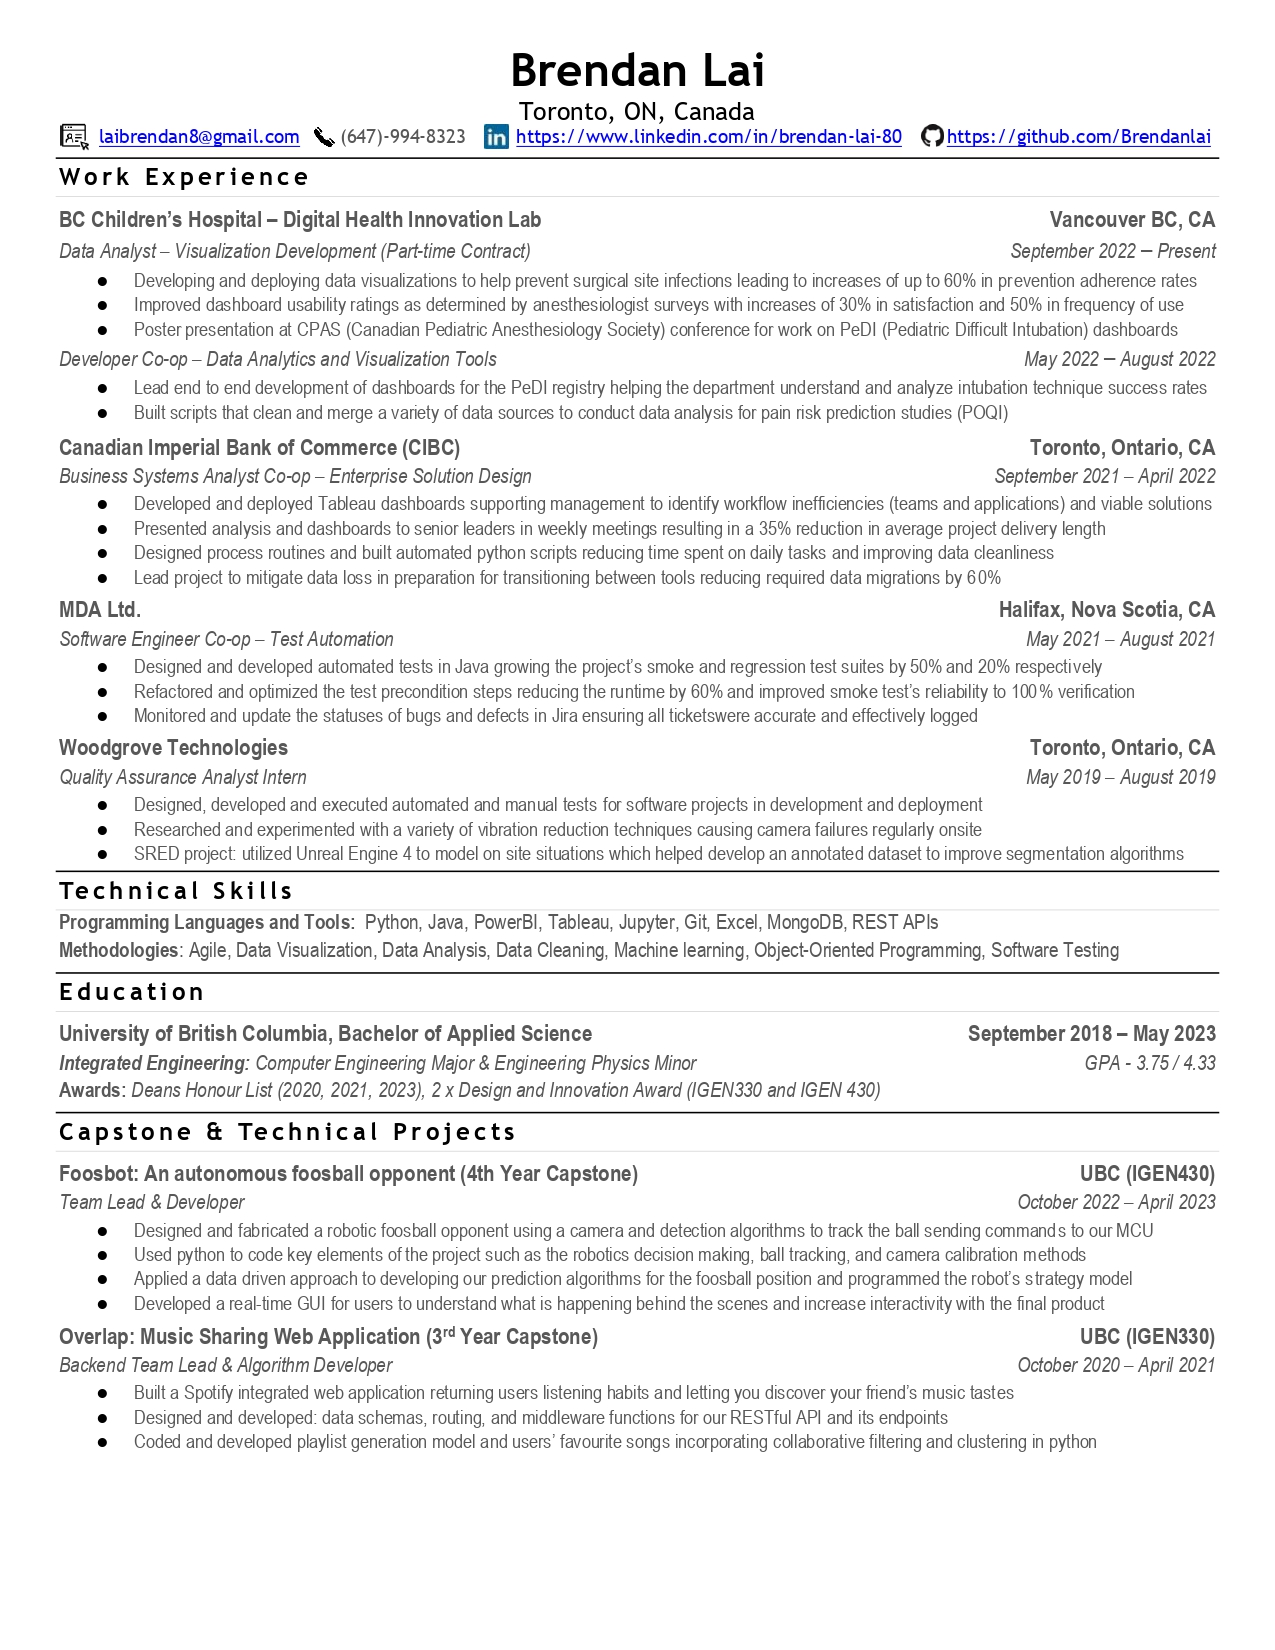 Brendan Lai
Toronto, ON, Canada
laibrendan8@gmail.com (647)-994-8323 https://www.linkedin.com/in/brendan-lai-80 https://github.com/Brendanlai
Work Experience
BC Children's Hospital – Digital Health Innovation Lab Vancouver BC, CA
Data Analyst – Visualization Development (Part-time Contract) September 2022 – Present
● Developing and deploying data visualizations to help prevent surgical site infections leading to increases of up to 60% in prevention adherence rates
● Improved dashboard usability ratings as determined by anesthesiologist surveys with increases of 30% in satisfaction and 50% in frequency of use
● Poster presentation at CPAS (Canadian Pediatric Anesthesiology Society) conference for work on PeDI (Pediatric Difficult Intubation) dashboards
Developer Co-op – Data Analytics and Visualization Tools May 2022 – August 2022
● Lead end to end development of dashboards for the PeDI registry helping the department understand and analyze intubation technique success rates
● Built scripts that clean and merge a variety of data sources to conduct data analysis for pain risk prediction studies (POQI)
Canadian Imperial Bank of Commerce (CIBC) Toronto, Ontario, CA
Business Systems Analyst Co-op – Enterprise Solution Design September 2021 – April 2022
● Developed and deployed Tableau dashboards supporting management to identify workflow inefficiencies (teams and applications) and viable solutions
● Presented analysis and dashboards to senior leaders in weekly meetings resulting in a 35% reduction in average project delivery length
● Designed process routines and built automated python scripts reducing time spent on daily tasks and improving data cleanliness
● Lead project to mitigate data loss in preparation for transitioning between tools reducing required data migrations by 60%
MDA Ltd. Halifax, Nova Scotia, CA
Software Engineer Co-op – Test Automation May 2021 – August 2021
● Designed and developed automated tests in Java growing the project's smoke and regression test suites by 50% and 20% respectively
● Refactored and optimized the test precondition steps reducing the runtime by 60% and improved smoke test's reliability to 100% verification
● Monitored and update the statuses of bugs and defects in Jira ensuring all ticketswere accurate and effectively logged
Woodgrove Technologies Toronto, Ontario, CA
Quality Assurance Analyst Intern May 2019 – August 2019
● Designed, developed and executed automated and manual tests for software projects in development and deployment
● Researched and experimented with a variety of vibration reduction techniques causing camera failures regularly onsite
● SRED project: utilized Unreal Engine 4 to model on site situations which helped develop an annotated dataset to improve segmentation algorithms
Technical Skills
Programming Languages and Tools: Python, Java, PowerBI, Tableau, Jupyter, Git, Excel, MongoDB, REST APIs
Methodologies: Agile, Data Visualization, Data Analysis, Data Cleaning, Machine learning, Object-Oriented Programming, Software Testing
Education
University of British Columbia, Bachelor of Applied Science September 2018 – May 2023
Integrated Engineering: Computer Engineering Major & Engineering Physics Minor GPA - 3.75 / 4.33
Awards: Deans Honour List (2020, 2021, 2023), 2 x Design and Innovation Award (IGEN330 and IGEN 430)
Capstone & Technical Projects
Foosbot: An autonomous foosball opponent (4th Year Capstone) UBC (IGEN430)
Team Lead & Developer October 2022 – April 2023
● Designed and fabricated a robotic foosball opponent using a camera and detection algorithms to track the ball sending commands to our MCU
● Used python to code key elements of the project such as the robotics decision making, ball tracking, and camera calibration methods
● Applied a data driven approach to developing our prediction algorithms for the foosball position and programmed the robot's strategy model
● Developed a real-time GUI for users to understand what is happening behind the scenes and increase interactivity with the final product
Overlap: Music Sharing Web Application (3rd Year Capstone) UBC (IGEN330)
Backend Team Lead & Algorithm Developer October 2020 – April 2021
● Built a Spotify integrated web application returning users listening habits and letting you discover your friend's music tastes
● Designed and developed: data schemas, routing, and middleware functions for our RESTful API and its endpoints
● Coded and developed playlist generation model and users' favourite songs incorporating collaborative filtering and clustering in python